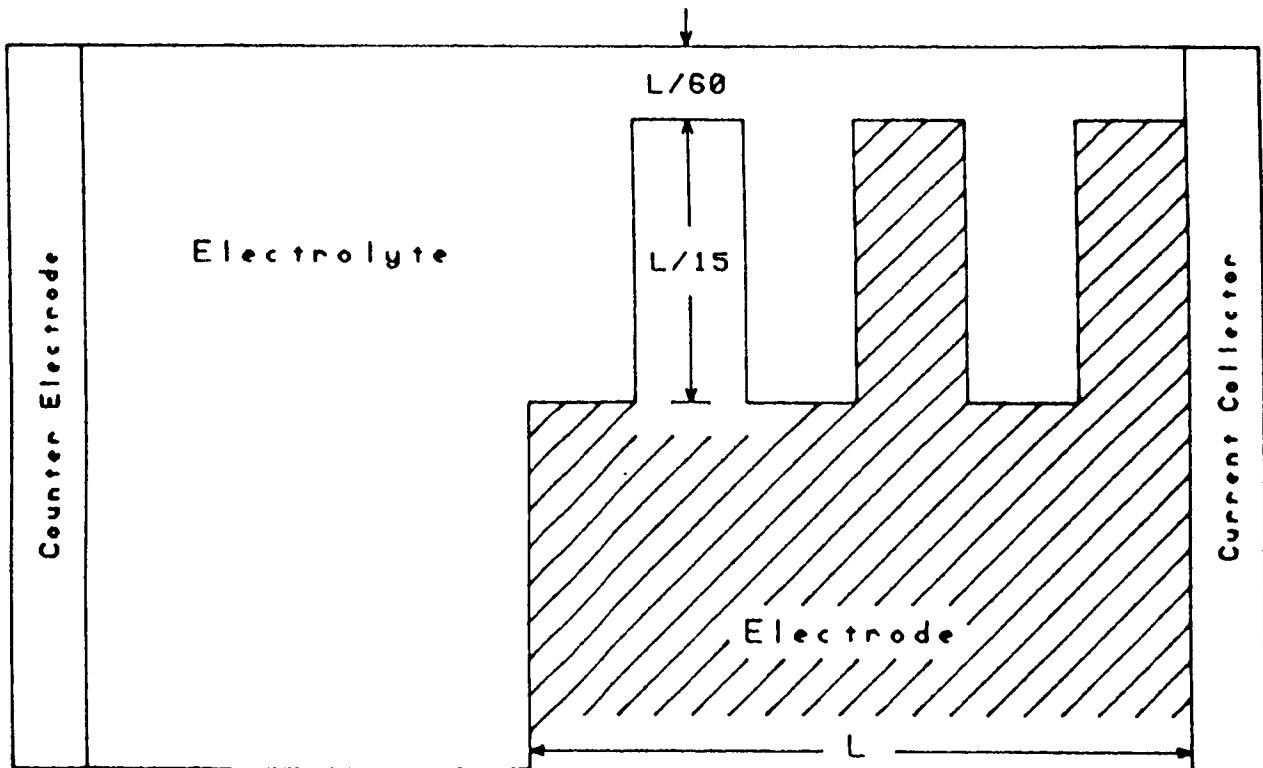 L/60
Electrolyte
L/15
Counter Electrode
Current Collector
Electrode
L